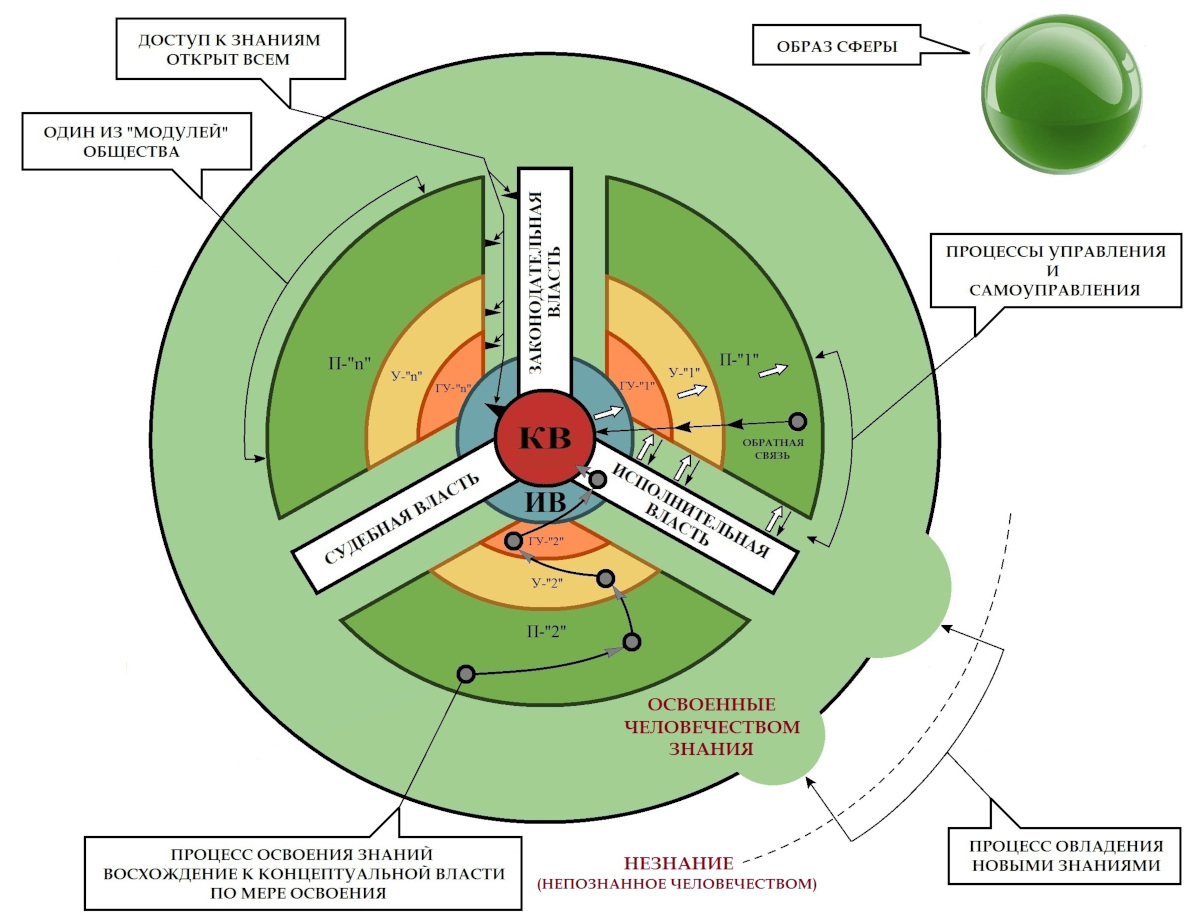 ДОСТУП К ЗНАНИЯМ
ОТКРЫТ ВСЕМ
ОБРАЗ СФЕРЫ
ОДИН ИЗ "МОДУЛЕЙ"
ОБЩЕСТВА
ПРОЦЕССЫ УПРАВЛЕНИЯ
И
САМОУПРАВЛЕНИЯ
ЗАКОНОДАТЕЛЬНАЯ
ВЛАСТЬ
П-"n"
У-"n"
ГУ-"n"
ГУ-"1"
У-"1"
П-"1"
ОБРАТНАЯ
СВЯЗЬ
КВ
ИВ
СУДЕБНАЯ ВЛАСТЬ
ИСПОЛНИТЕЛЬНАЯ
ВЛАСТЬ
ГУ-"2"
У-"2"
П-"2"
ОСВОЕННЫЕ
ЧЕЛОВЕЧЕСТВОМ
ЗНАНИЯ
ПРОЦЕСС ОСВОЕНИЯ ЗНАНИЙ
ВОСХОЖДЕНИЕ К КОНЦЕПТУАЛЬНОЙ ВЛАСТИ
ПО МЕРЕ ОСВОЕНИЯ
НЕЗНАНИЕ
(НЕПОЗНАННОЕ ЧЕЛОВЕЧЕСТВОМ)
ПРОЦЕСС ОВЛАДЕНИЯ
НОВЫМИ ЗНАНИЯМИ